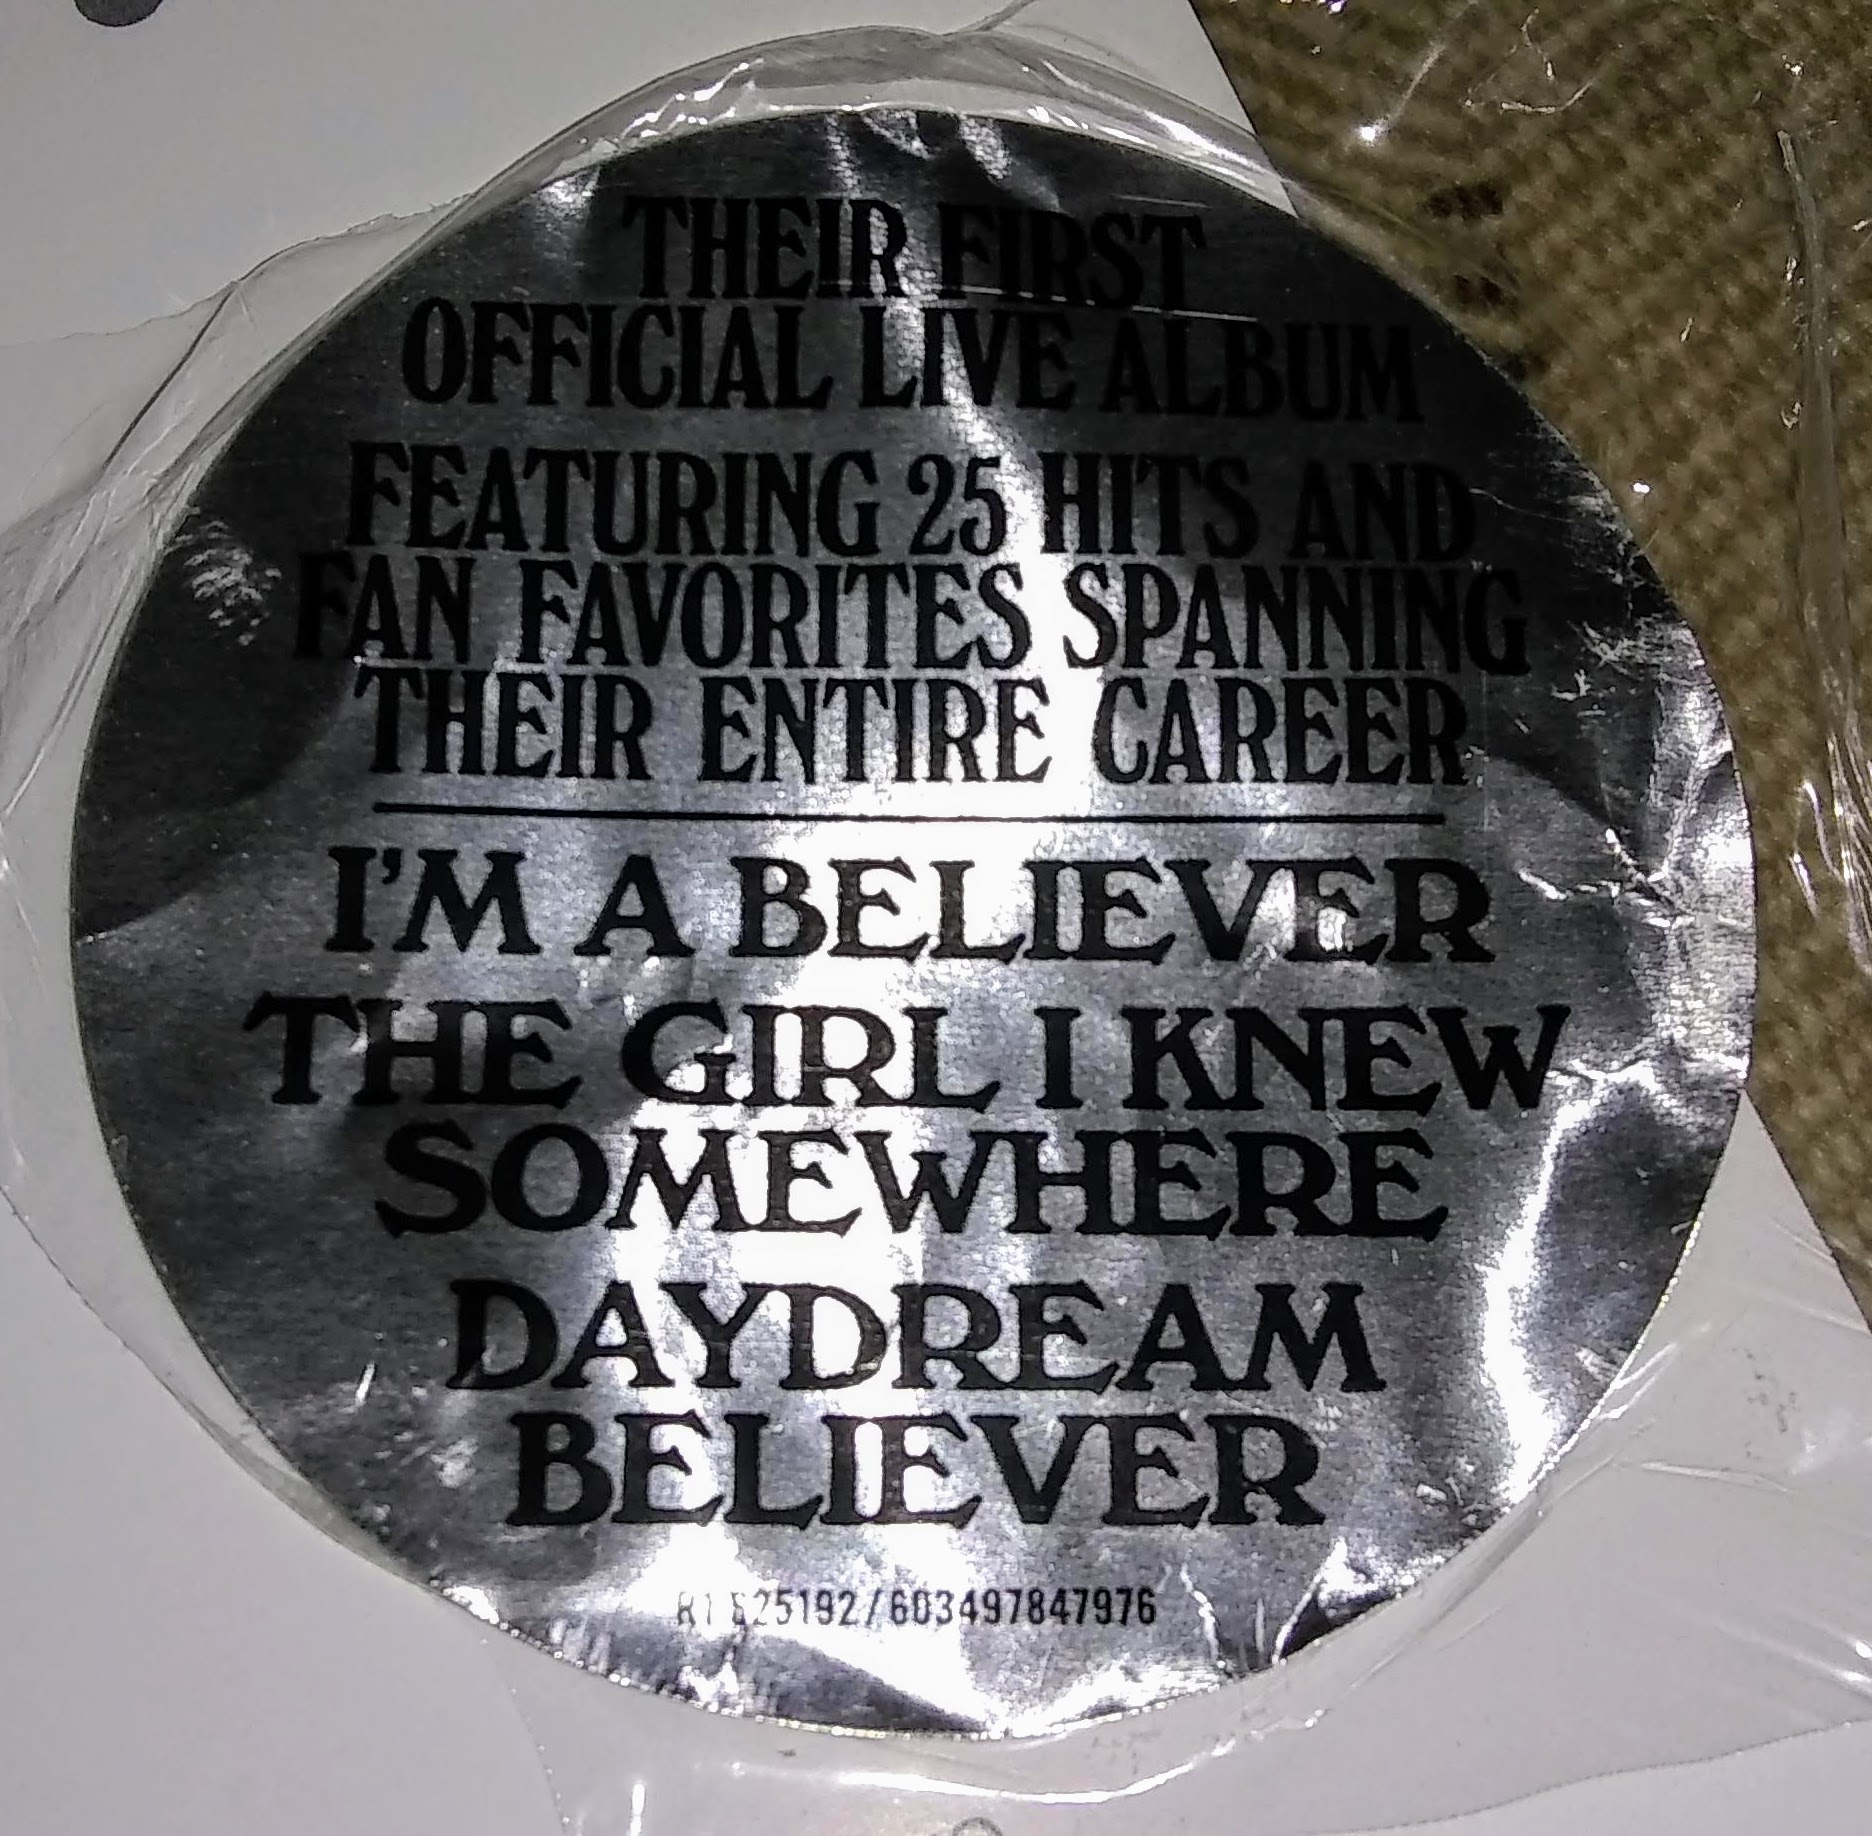 THEIR FIRST
OFFICIAL LIVE ALBUM
FEATURING 25 HITS AND
FAN FAVORITES SPANNING
THEIR ENTIRE CAREER
I'M A BELIEVER
THE GIRL I KNEW
SOMEWHERE
DAYDREAM
BELIEVER
R1 625192/603497847976